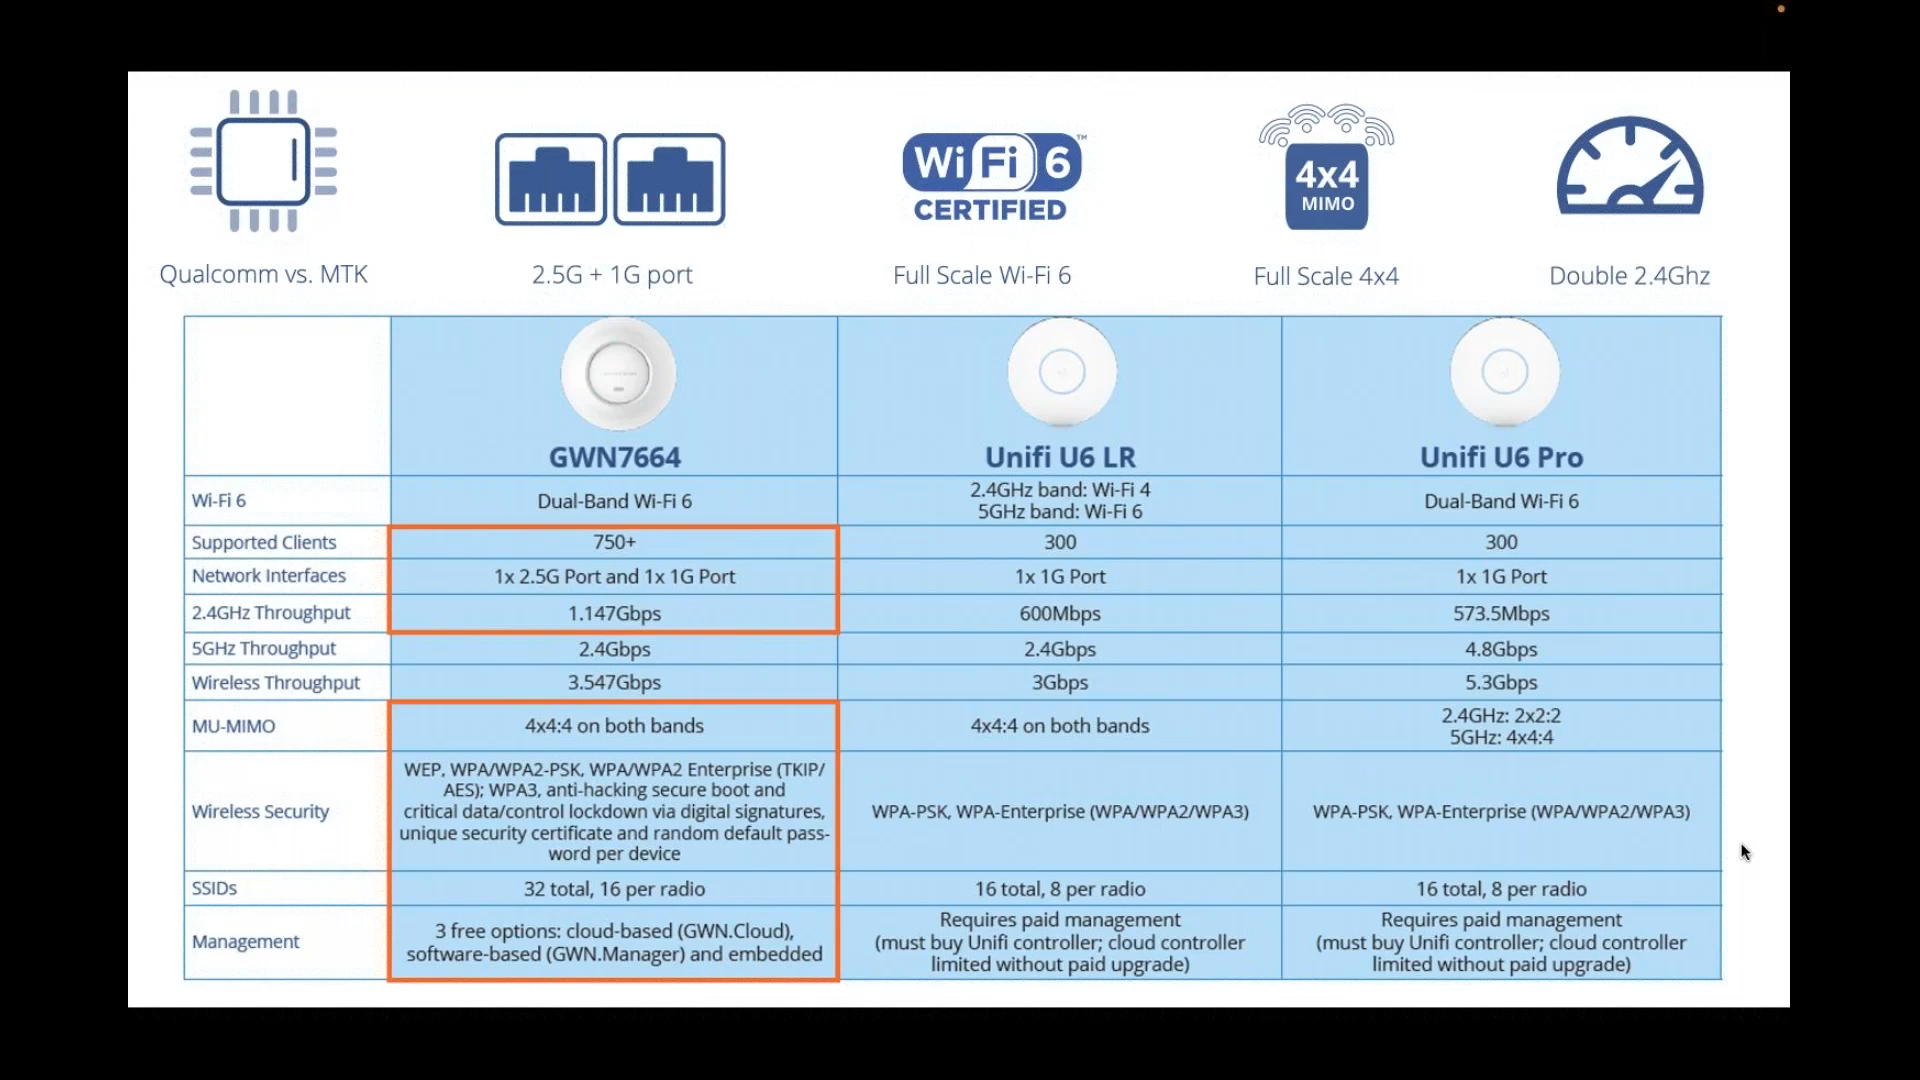 WiFi 6™
CERTIFIED
4x4
MIMO
Qualcomm vs. MTK
2.5G + 1G port
Full Scale Wi-Fi 6
Full Scale 4x4
Double 2.4Ghz
GWN7664
Unifi U6 LR
Unifi U6 Pro
Wi-Fi 6
Dual-Band Wi-Fi 6
2.4GHz band: Wi-Fi 4
5GHz band: Wi-Fi 6
Dual-Band Wi-Fi 6
Supported Clients
750+
300
300
Network Interfaces
1x 2.5G Port and 1x 1G Port
1x 1G Port
1x 1G Port
2.4GHz Throughput
1.147Gbps
600Mbps
573.5Mbps
5GHz Throughput
2.4Gbps
2.4Gbps
4.8Gbps
Wireless Throughput
3.547Gbps
3Gbps
5.3Gbps
MU-MIMO
4x4:4 on both bands
4x4:4 on both bands
2.4GHz: 2x2:2
5GHz: 4x4:4
Wireless Security
WEP, WPA/WPA2-PSK, WPA/WPA2 Enterprise (TKIP/
AES); WPA3, anti-hacking secure boot and
critical data/control lockdown via digital signatures,
unique security certificate and random default pass-
word per device
WPA-PSK, WPA-Enterprise (WPA/WPA2/WPA3)
WPA-PSK, WPA-Enterprise (WPA/WPA2/WPA3)
SSIDs
32 total, 16 per radio
16 total, 8 per radio
16 total, 8 per radio
Management
3 free options: cloud-based (GWN.Cloud),
software-based (GWN.Manager) and embedded
Requires paid management
(must buy Unifi controller; cloud controller
limited without paid upgrade)
Requires paid management
(must buy Unifi controller; cloud controller
limited without paid upgrade)